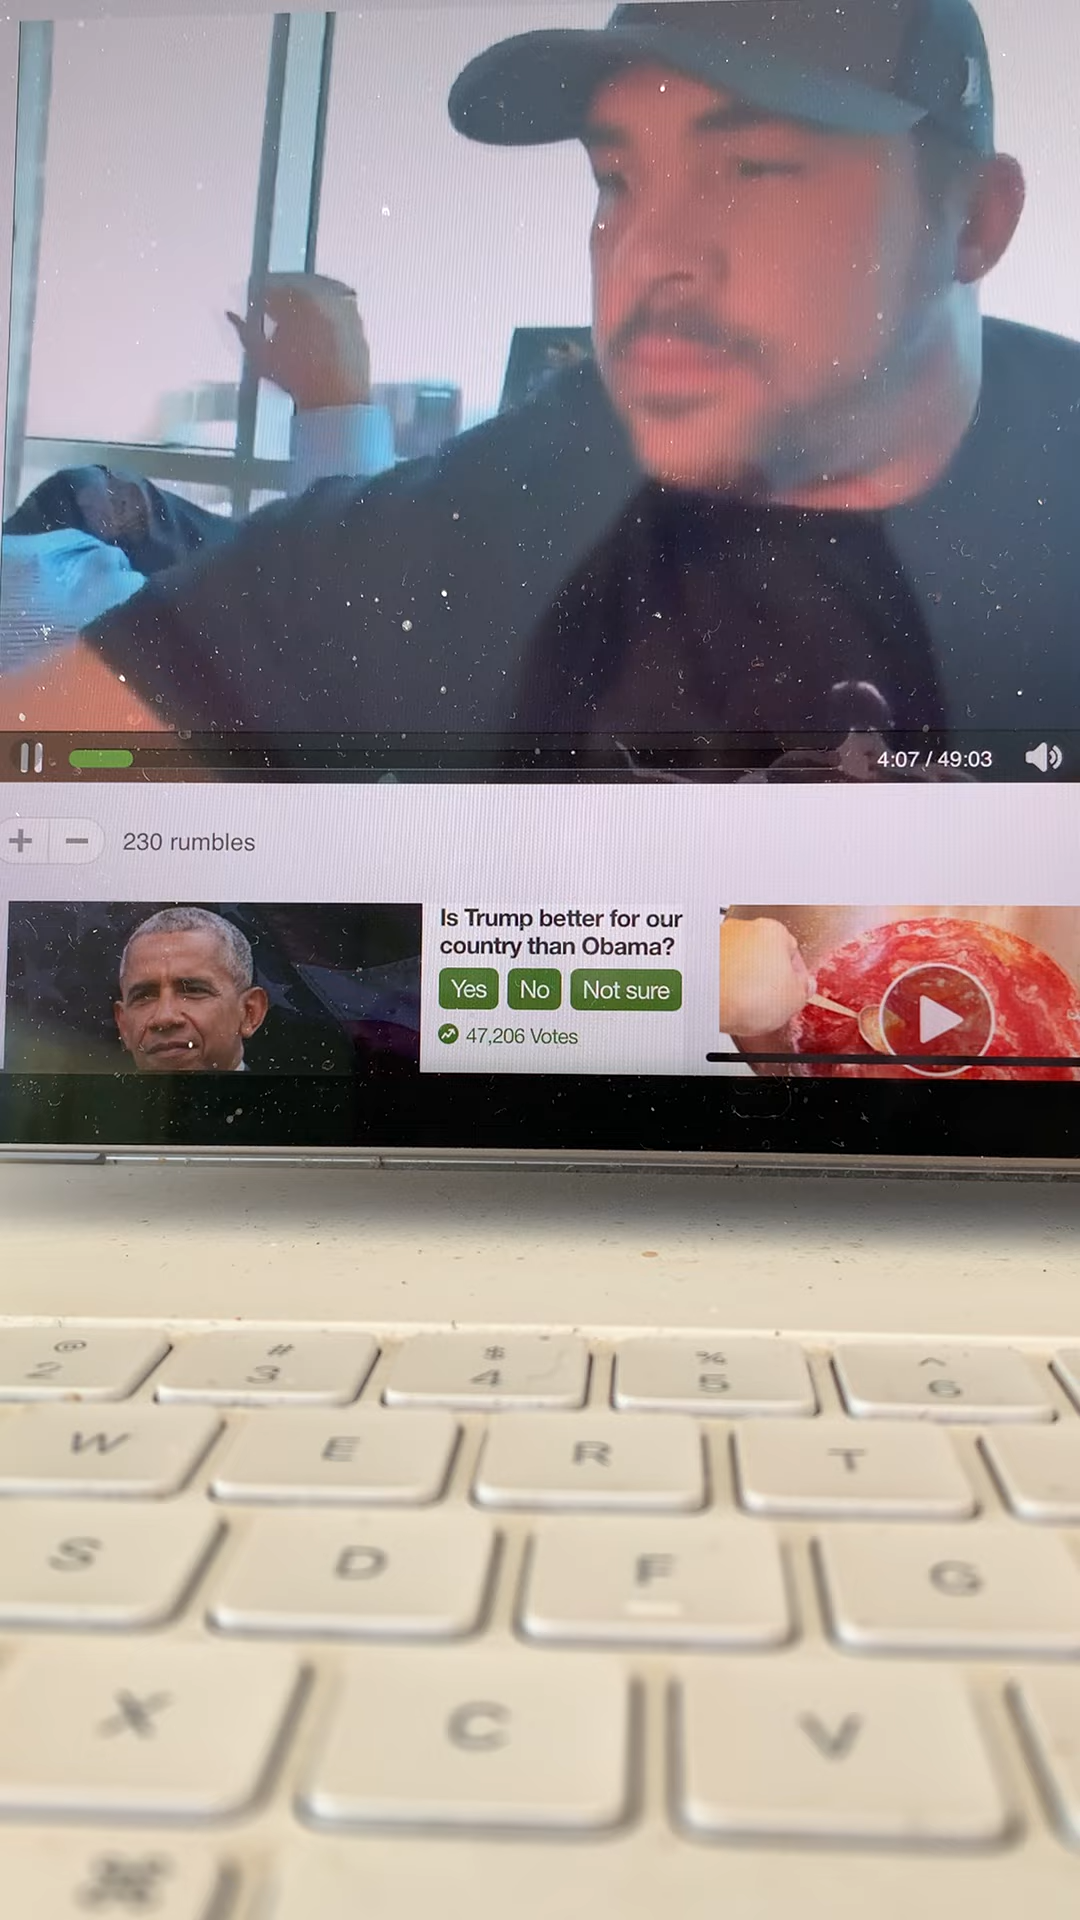 4:07 / 49:03
+ − 230 rumbles
Is Trump better for our
country than Obama?
Yes No Not sure
47,206 Votes
@ # $ % ^
2 3 4 5 6
W E R T
S D F G
X C V
⌘